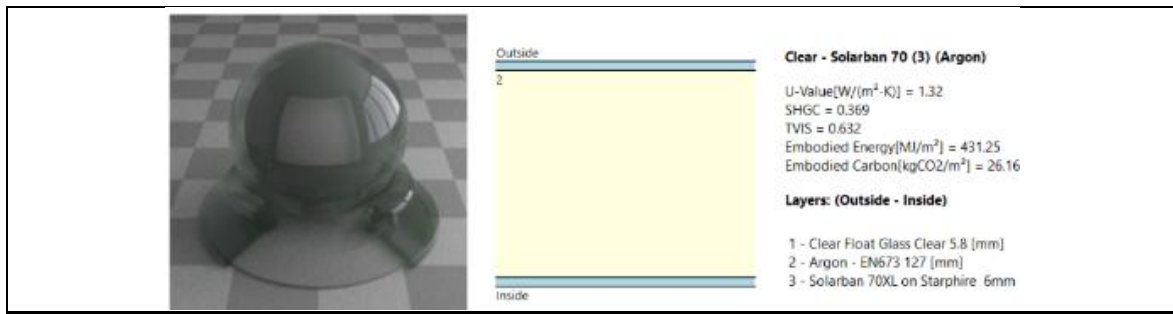 Outside
2
Inside
Clear - Solarban 70 (3) (Argon)
U-Value[W/(m²·K)] = 1.32
SHGC = 0.369
TVIS = 0.632
Embodied Energy[MJ/m²] = 431.25
Embodied Carbon[kgCO2/m²] = 26.16
Layers: (Outside - Inside)
1 - Clear Float Glass Clear 5.8 [mm]
2 - Argon - EN673 127 [mm]
3 - Solarban 70XL on Starphire 6mm